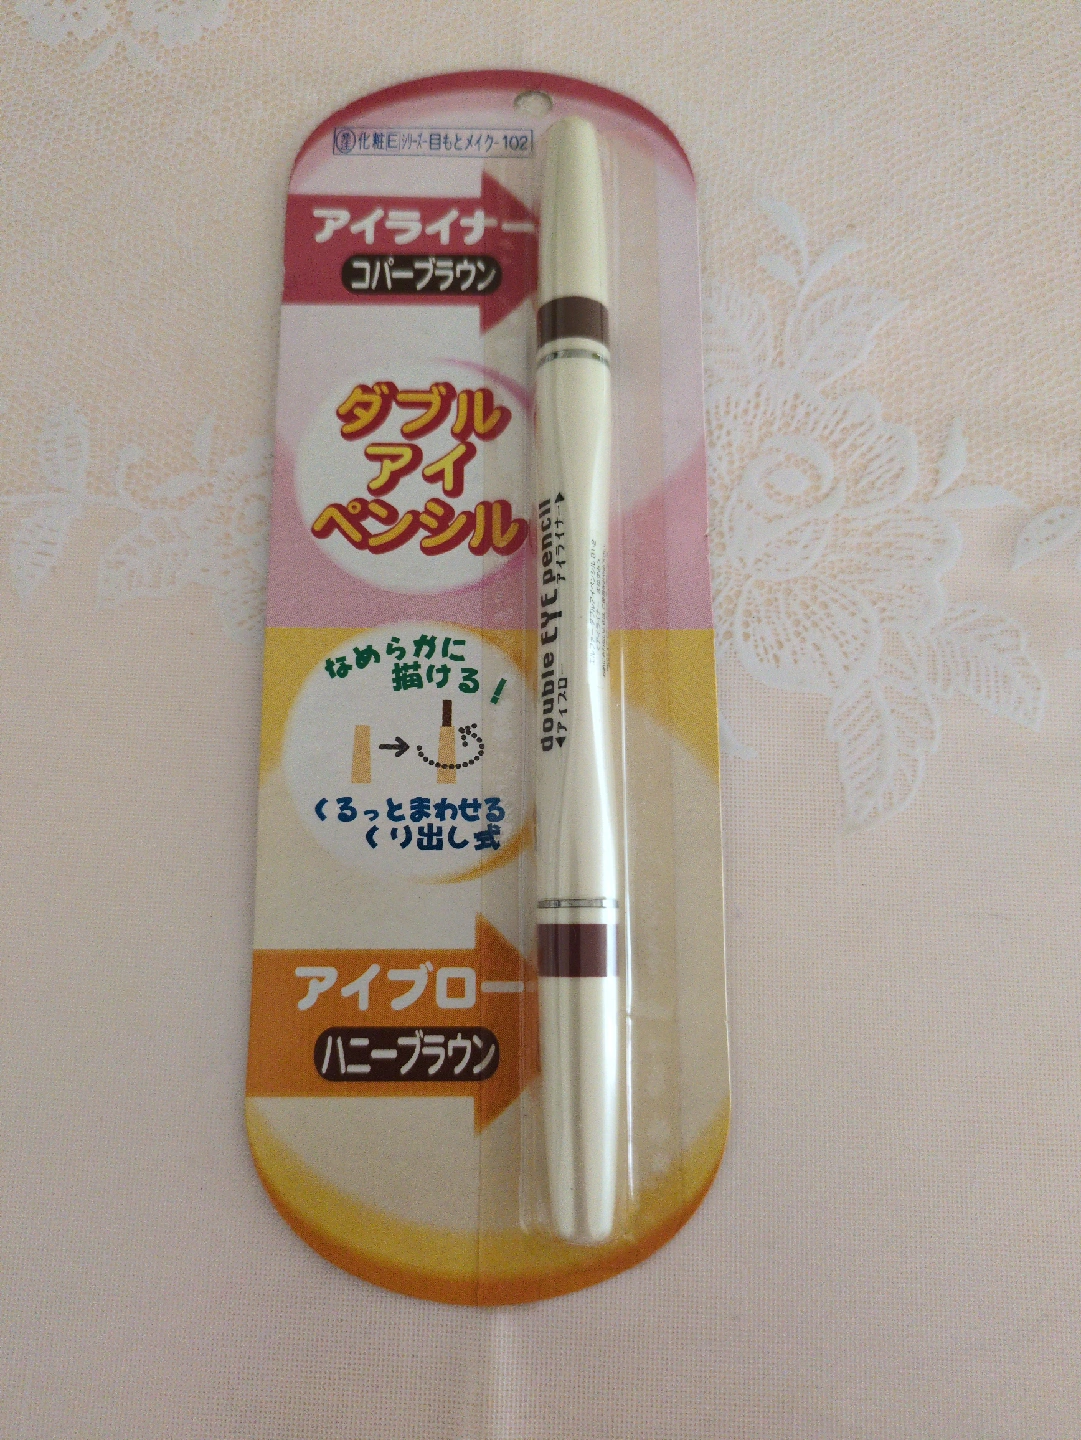 化粧 E シリーズ-目もとメイク-102
アイライナー
コパーブラウン
ダブル
アイ
ペンシル
なめらかに
描ける!
くるっとまわせる
くり出し式
アイブロー
ハニーブラウン
double EYE pencil
◀アイブロー アイライナー▶